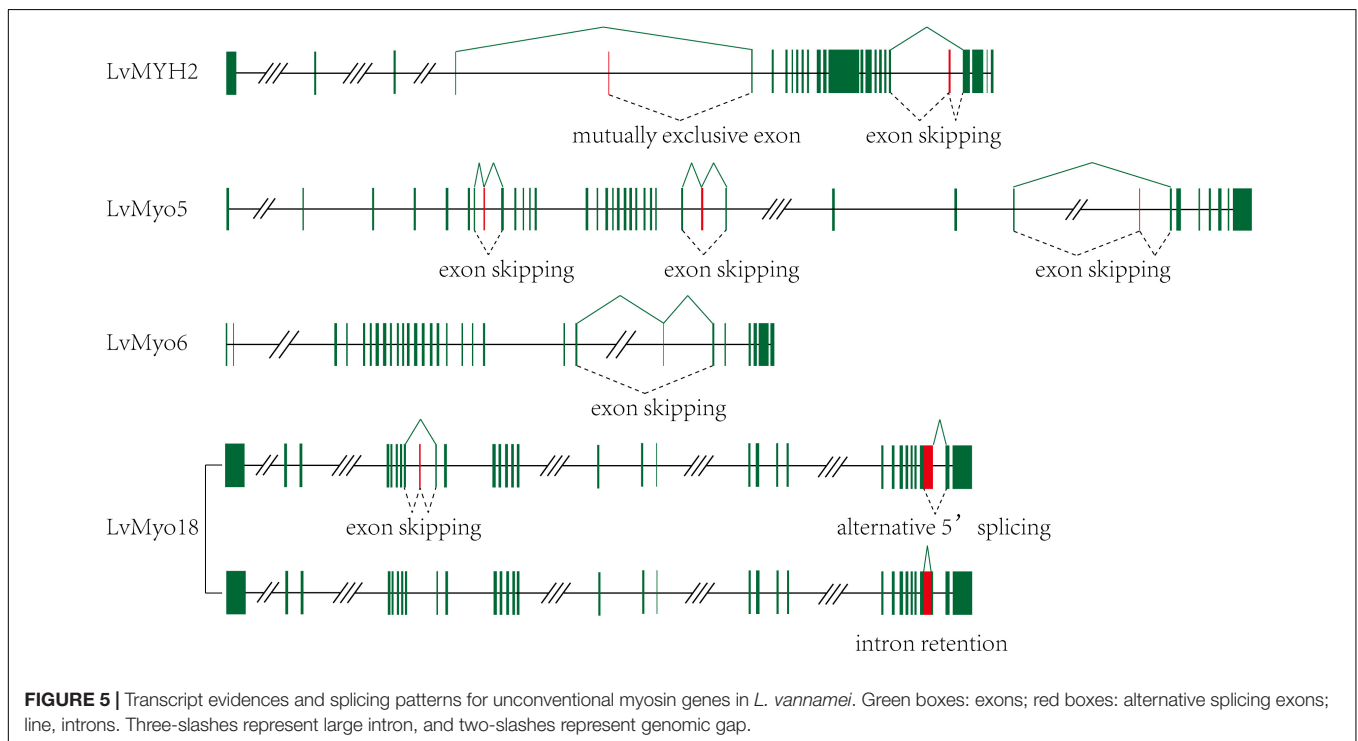 LvMYH2
mutually exclusive exon
exon skipping
LvMyo5
exon skipping
exon skipping
exon skipping
LvMyo6
exon skipping
LvMyo18
exon skipping
alternative 5’ splicing
intron retention
FIGURE 5 | Transcript evidences and splicing patterns for unconventional myosin genes in L. vannamei. Green boxes: exons; red boxes: alternative splicing exons;
line, introns. Three-slashes represent large intron, and two-slashes represent genomic gap.